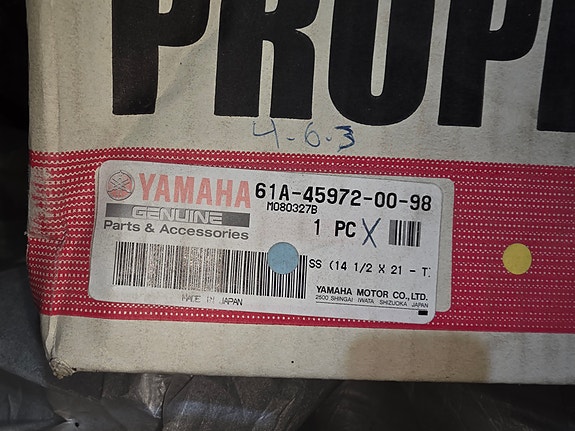 PROPE
4-6-3
YAMAHA 61A-45972-00-98
GENUINE M080327B
Parts & Accessories 1 PC X
SS (14 1/2 X 21 - T)
MADE IN JAPAN YAMAHA MOTOR CO., LTD.
2500 SHINGAI IWATA SHIZUOKA JAPAN